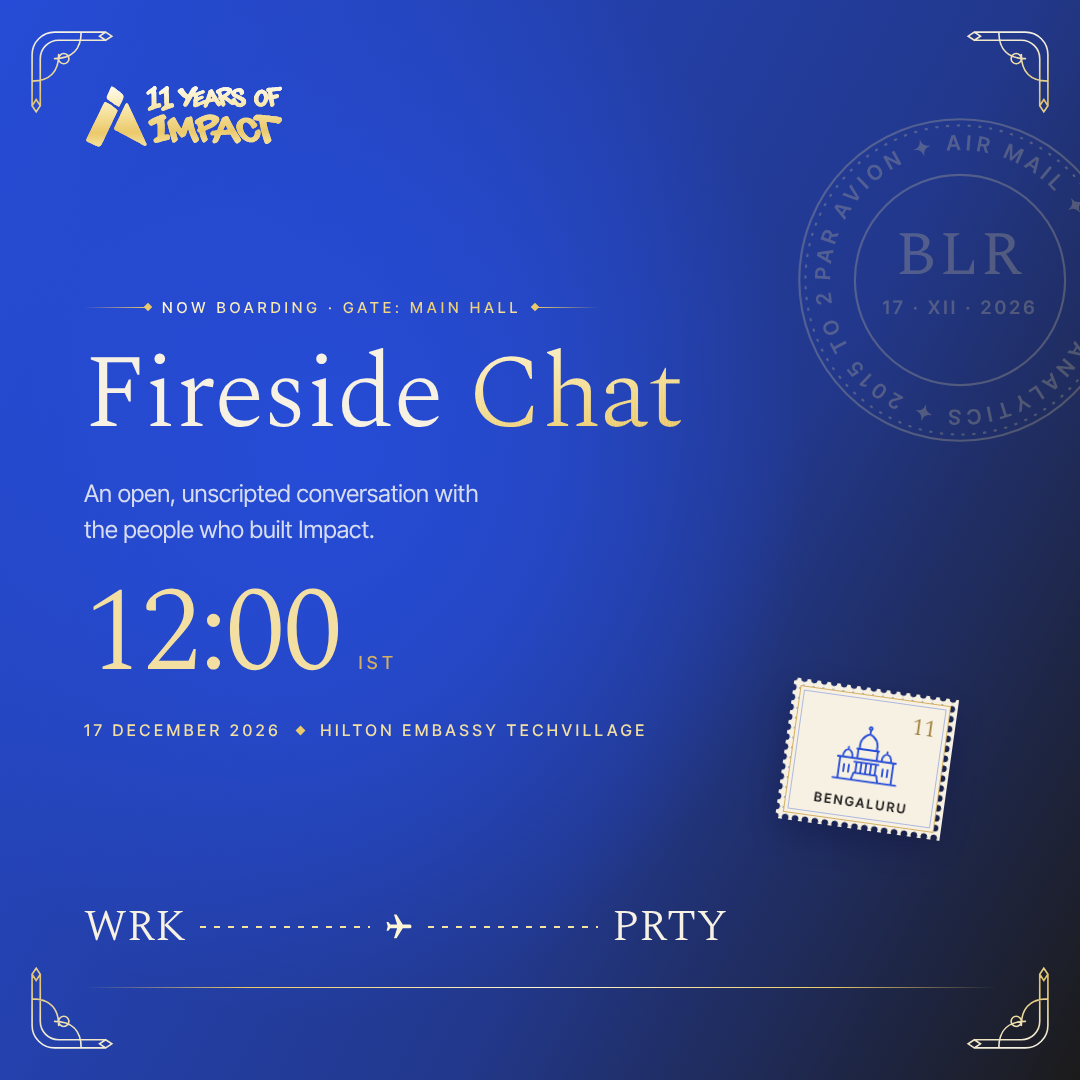 11 YEARS OF
IMPACT
AIR MAIL ✦
ANALYTICS ✦ 2015 TO 2
PAR AVION ✦
BLR
17 · XII · 2026
NOW BOARDING · GATE: MAIN HALL
Fireside Chat
An open, unscripted conversation with
the people who built Impact.
12:00 IST
17 DECEMBER 2026 ◆ HILTON EMBASSY TECHVILLAGE
11
BENGALURU
WRK ✈ PRTY